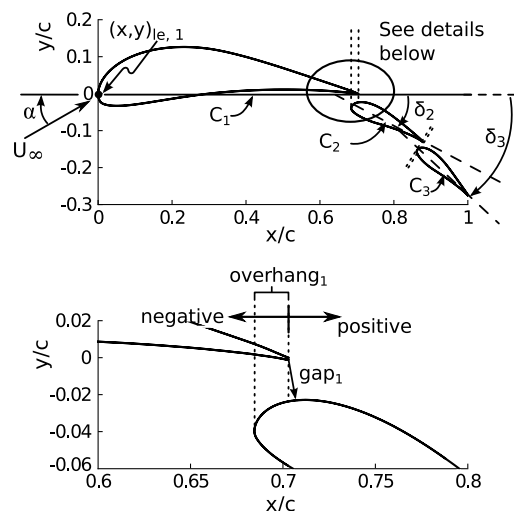 y/c
0.2
0.1
0
-0.1
-0.2
-0.3
(x,y)le, 1
See details
below
α
U∞
C₁
C₂
C₃
δ₂
δ₃
0 0.2 0.4 0.6 0.8 1
x/c
overhang₁
negative
positive
gap₁
y/c
0.02
0
-0.02
-0.04
-0.06
0.6 0.65 0.7 0.75 0.8
x/c